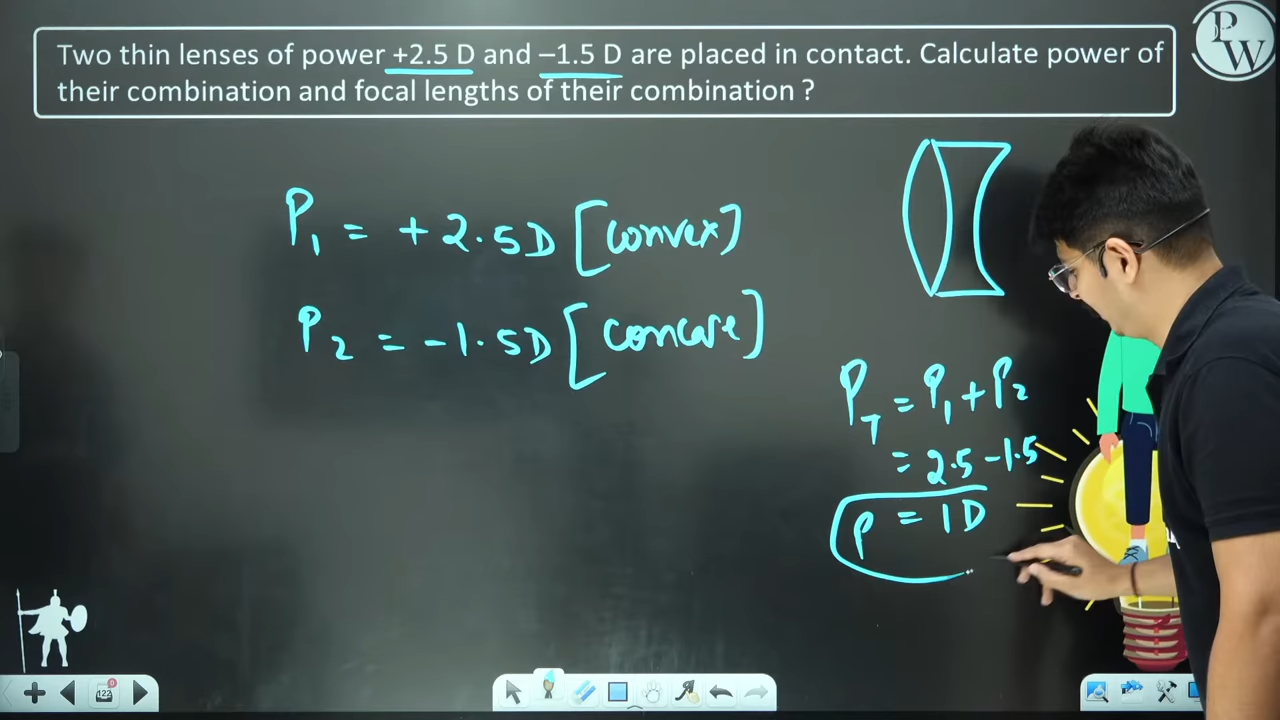 Two thin lenses of power +2.5 D and –1.5 D are placed in contact. Calculate power of
their combination and focal lengths of their combination ?
PW
P₁ = +2.5D [convex]
P₂ = -1.5D [concave]
P_T = P₁ + P₂
= 2.5 - 1.5
P = 1D